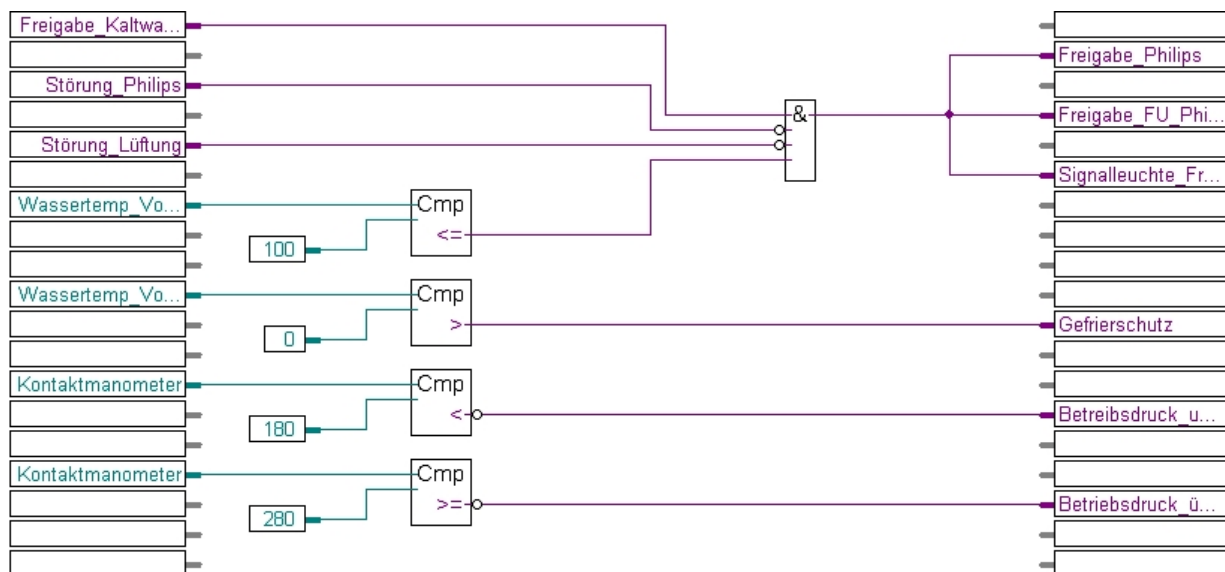 Freigabe_Kaltwa...
Freigabe_Philips
Störung_Philips
&
Freigabe_FU_Phi...
Störung_Lüftung
Signalleuchte_Fr...
Wassertemp_Vo...
Cmp
<=
100
Wassertemp_Vo...
Cmp
>
0
Gefrierschutz
Kontaktmanometer
Cmp
<
180
Betreibsdruck_u...
Kontaktmanometer
Cmp
>=
280
Betriebsdruck_ü...